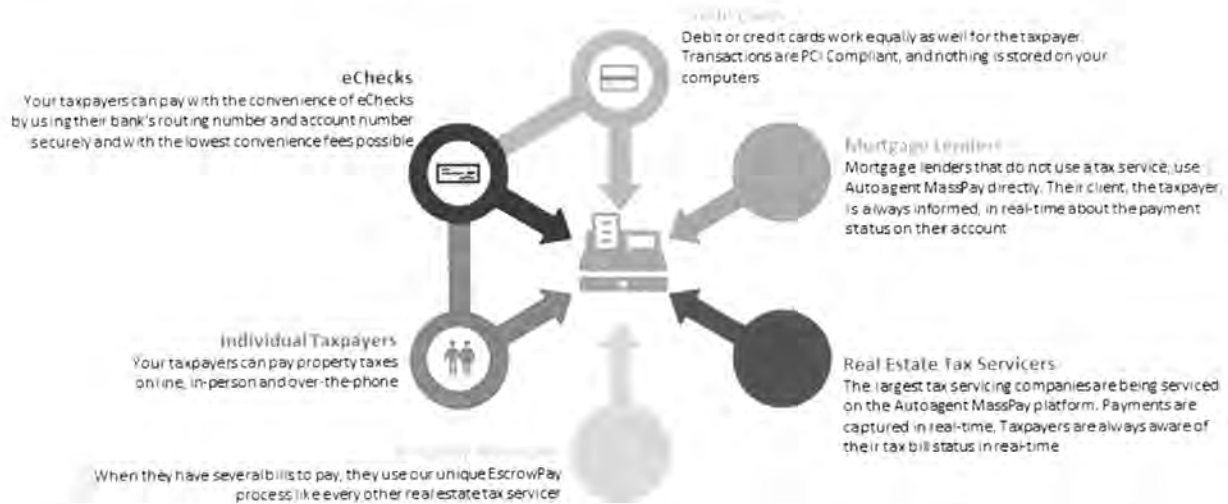 Debit or credit cards work equally as well for the taxpayer.
Transactions are PCI Compliant, and nothing is stored on your
computers
eChecks
Your taxpayers can pay with the convenience of eChecks
by using their bank's routing number and account number
securely and with the lowest convenience fees possible
Mortgage Lenders
Mortgage lenders that do not use a tax service, use
Autoagent MassPay directly. Their client, the taxpayer,
is always informed, in real-time about the payment
status on their account
Individual Taxpayers
Your taxpayers can pay property taxes
online, in-person and over-the-phone
Real Estate Tax Servicers
The largest tax servicing companies are being serviced
on the Autoagent MassPay platform. Payments are
captured in real-time. Taxpayers are always aware of
their tax bill status in real-time
When they have several bills to pay, they use our unique EscrowPay
process like every other real estate tax servicer